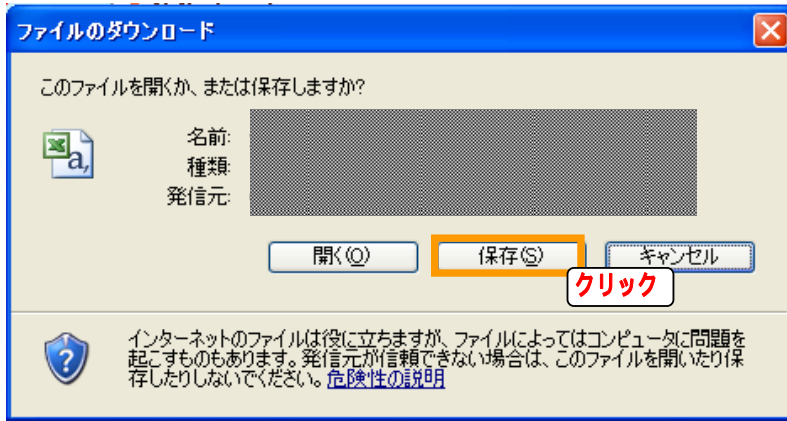 ファイルのダウンロード
このファイルを開くか、または保存しますか?
名前:
種類:
発信元:
開く(O)
保存(S)
キャンセル
クリック
インターネットのファイルは役に立ちますが、ファイルによってはコンピュータに問題を
起こすものもあります。発信元が信頼できない場合は、このファイルを開いたり保
存したりしないでください。危険性の説明